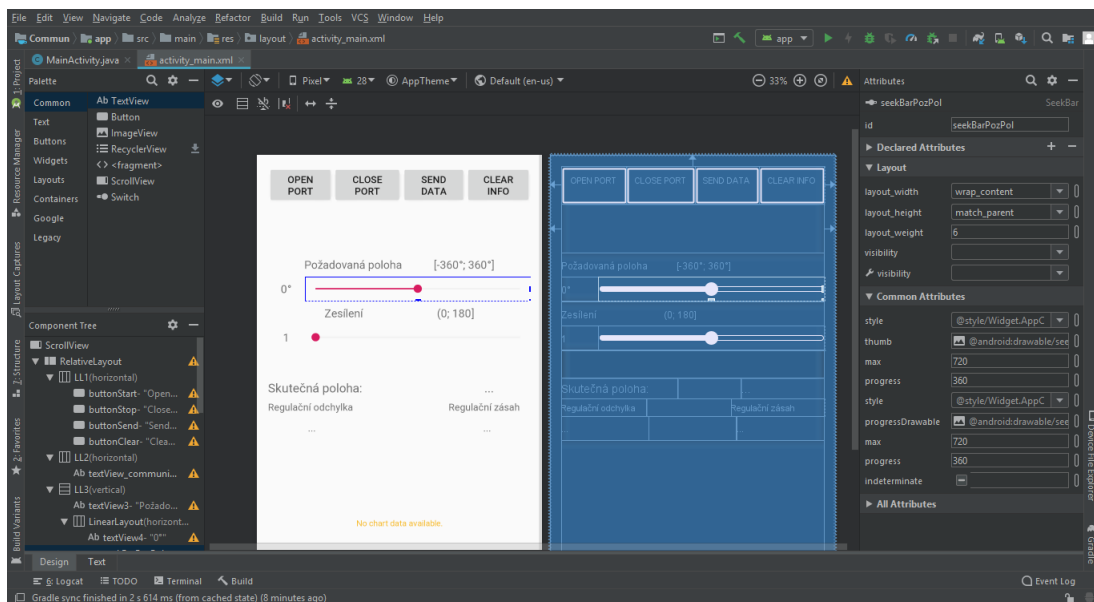 File Edit View Navigate Code Analyze Refactor Build Run Tools VCS Window Help
Commun app src main res layout activity_main.xml
app
MainActivity.java × activity_main.xml ×
Palette
Common
Text
Buttons
Widgets
Layouts
Containers
Google
Legacy
Ab TextView
Button
ImageView
RecyclerView
<> <fragment>
ScrollView
Switch
Pixel 28 AppTheme Default (en-us)
33%
OPEN PORT
CLOSE PORT
SEND DATA
CLEAR INFO
Požadovaná poloha [-360°; 360°]
0°
Zesílení (0; 180]
1
Skutečná poloha: ...
Regulační odchylka Regulační zásah
... ...
No chart data available.
OPEN PORT CLOSE PORT SEND DATA CLEAR INFO
Požadovaná poloha [-360°; 360°]
0°
Zesílení (0; 180]
1
Skutečná poloha: ...
Regulační odchylka Regulační zásah
... ...
Component Tree
ScrollView
RelativeLayout
LL1(horizontal)
buttonStart- "Open...
buttonStop- "Close...
buttonSend- "Send...
buttonClear- "Clea...
LL2(horizontal)
Ab textView_communi...
LL3(vertical)
Ab textView3- "Požado...
LinearLayout(horizont...
Ab textView4- "0°"
Attributes
seekBarPozPol SeekBar
id seekBarPozPol
Declared Attributes + −
Layout
layout_width wrap_content
layout_height match_parent
layout_weight 6
visibility
visibility
Common Attributes
style @style/Widget.AppC
thumb @android:drawable/see
max 720
progress 360
style @style/Widget.AppC
progressDrawable @android:drawable/see
max 720
progress 360
indeterminate
All Attributes
1: Project
Resource Manager
Layout Captures
7: Structure
2: Favorites
Build Variants
Device File Explorer
Gradle
Design Text
6: Logcat TODO Terminal Build Event Log
Gradle sync finished in 2 s 614 ms (from cached state) (8 minutes ago)